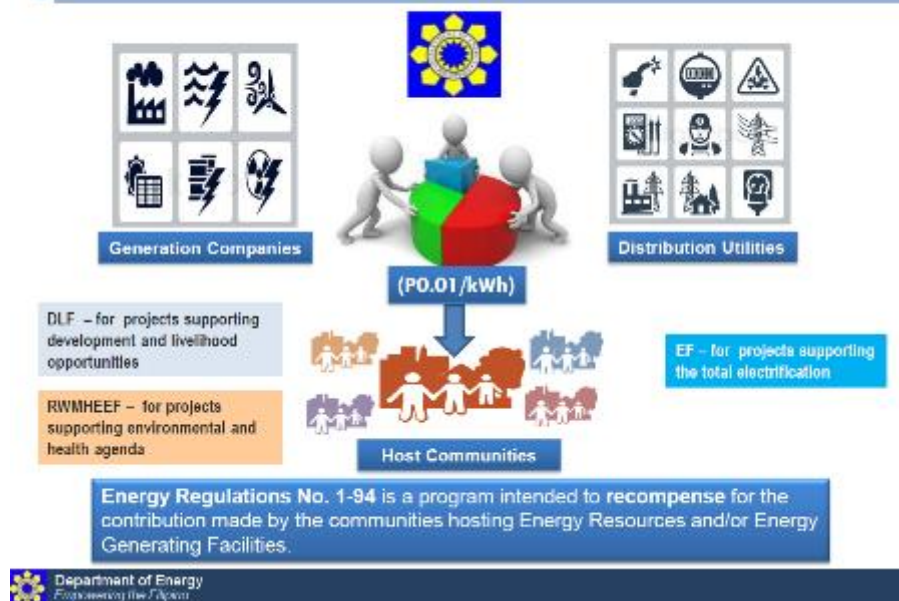 Generation Companies
Distribution Utilities
(P0.01/kWh)
DLF – for projects supporting
development and livelihood
opportunities
EF – for projects supporting
the total electrification
RWMHEEF – for projects
supporting environmental and
health agenda
Host Communities
Energy Regulations No. 1-94 is a program intended to recompense for the
contribution made by the communities hosting Energy Resources and/or Energy
Generating Facilities.
Department of Energy
Empowering the Filipino